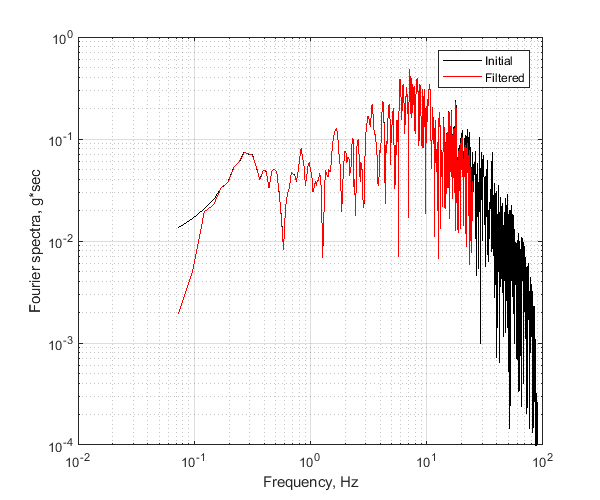 10^0
10^-1
10^-2
10^-3
10^-4
Fourier spectra, g*sec
Initial
Filtered
10^-2
10^-1
10^0
10^1
10^2
Frequency, Hz